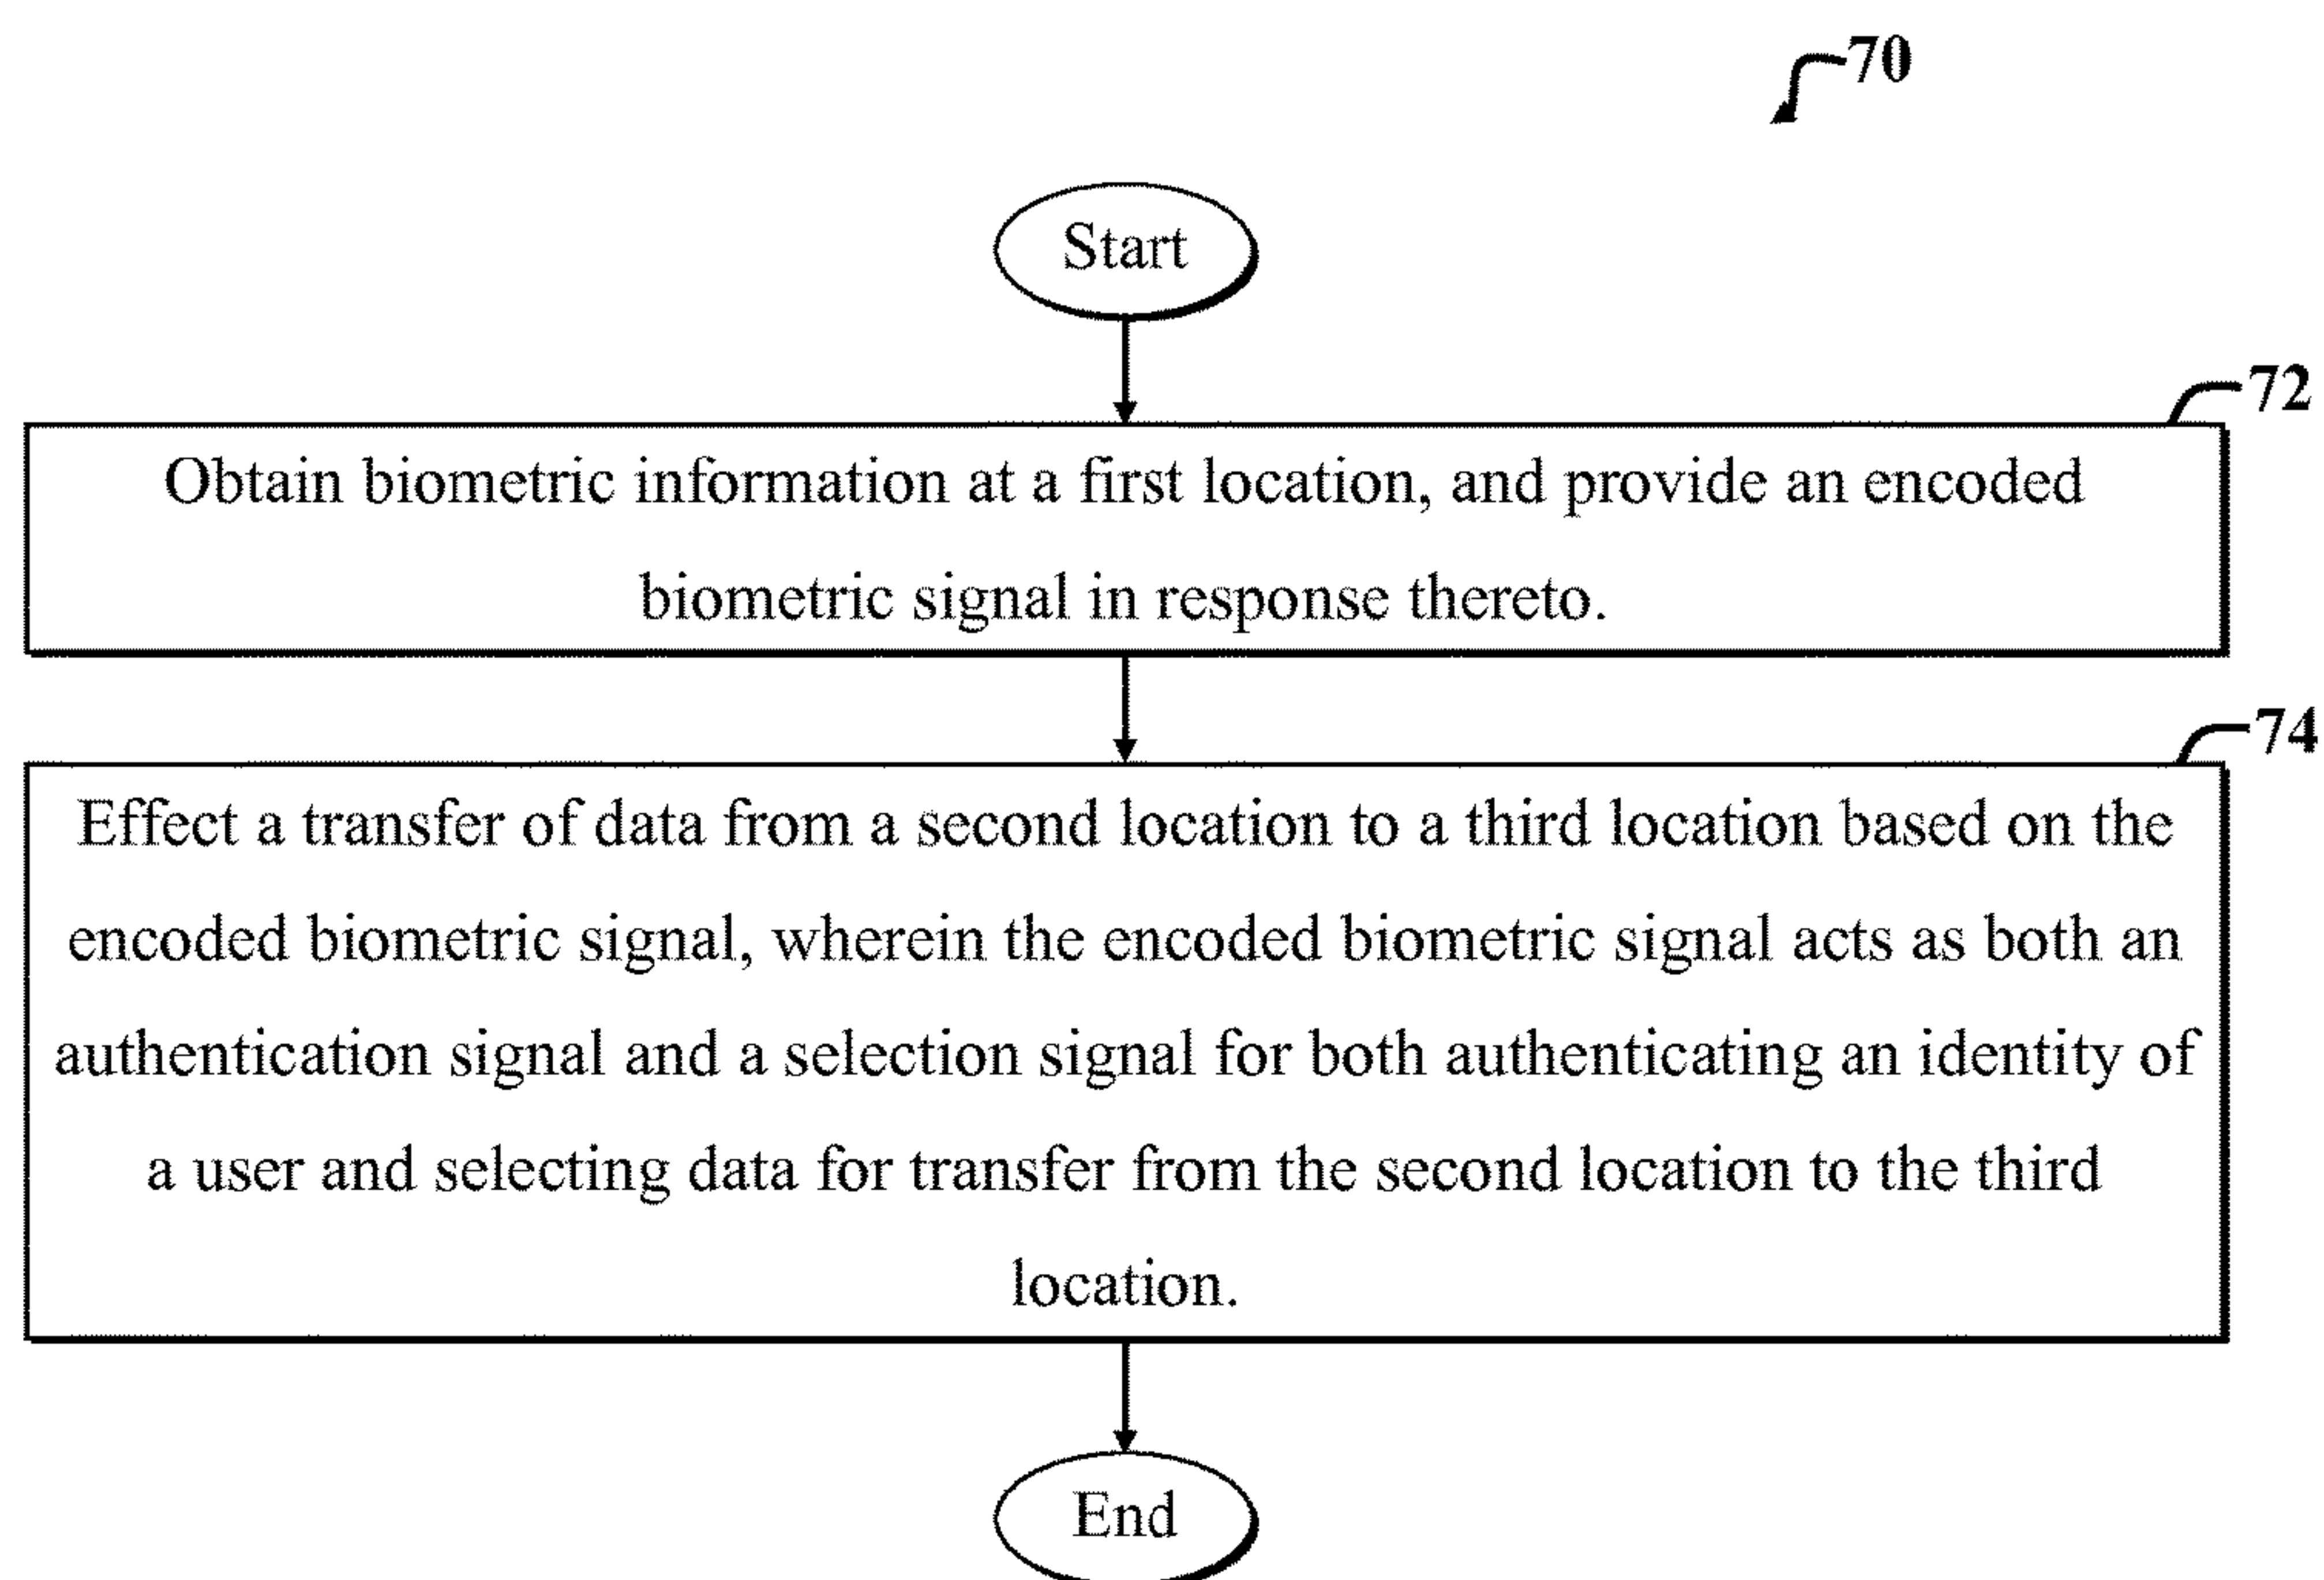 70
Start
72
Obtain biometric information at a first location, and provide an encoded
biometric signal in response thereto.
74
Effect a transfer of data from a second location to a third location based on the
encoded biometric signal, wherein the encoded biometric signal acts as both an
authentication signal and a selection signal for both authenticating an identity of
a user and selecting data for transfer from the second location to the third
location.
End